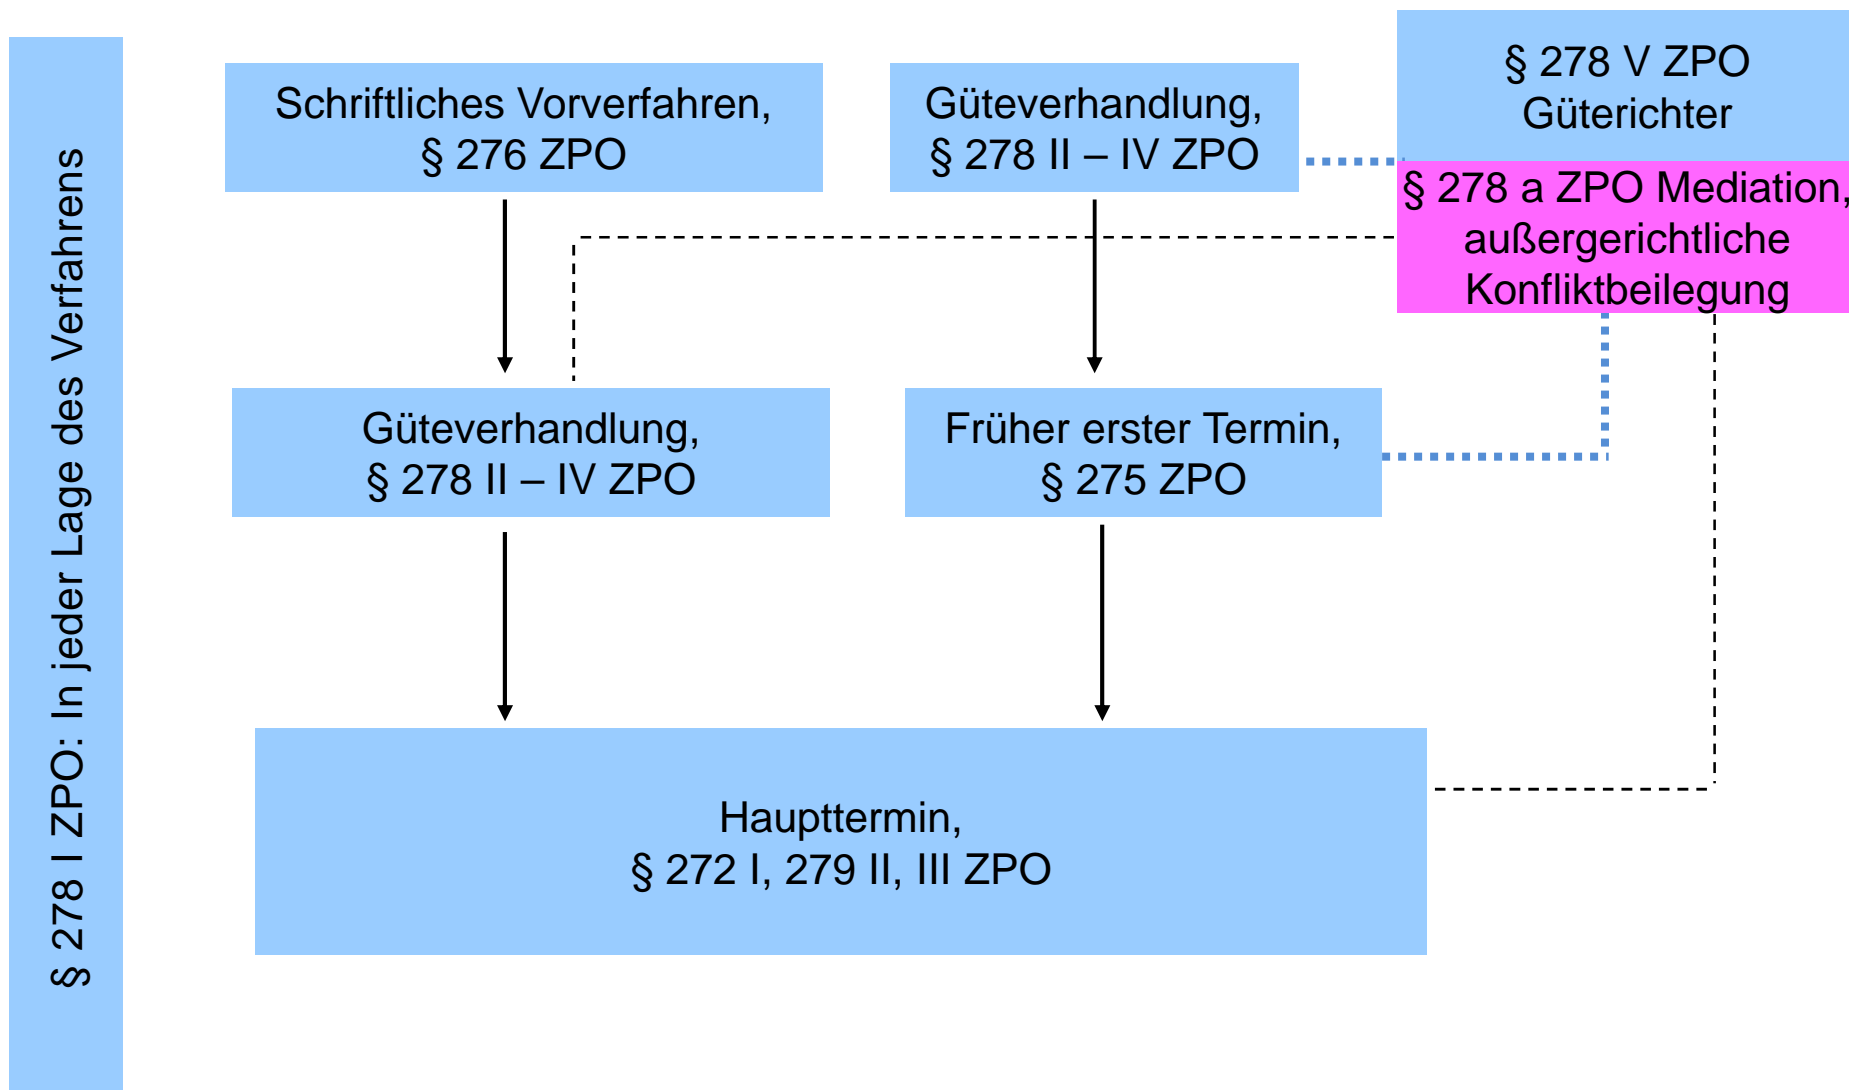 § 278 I ZPO: In jeder Lage des Verfahrens
Schriftliches Vorverfahren,
§ 276 ZPO
Güteverhandlung,
§ 278 II – IV ZPO
§ 278 V ZPO
Güterichter
§ 278 a ZPO Mediation,
außergerichtliche
Konfliktbeilegung
Güteverhandlung,
§ 278 II – IV ZPO
Früher erster Termin,
§ 275 ZPO
Haupttermin,
§ 272 I, 279 II, III ZPO